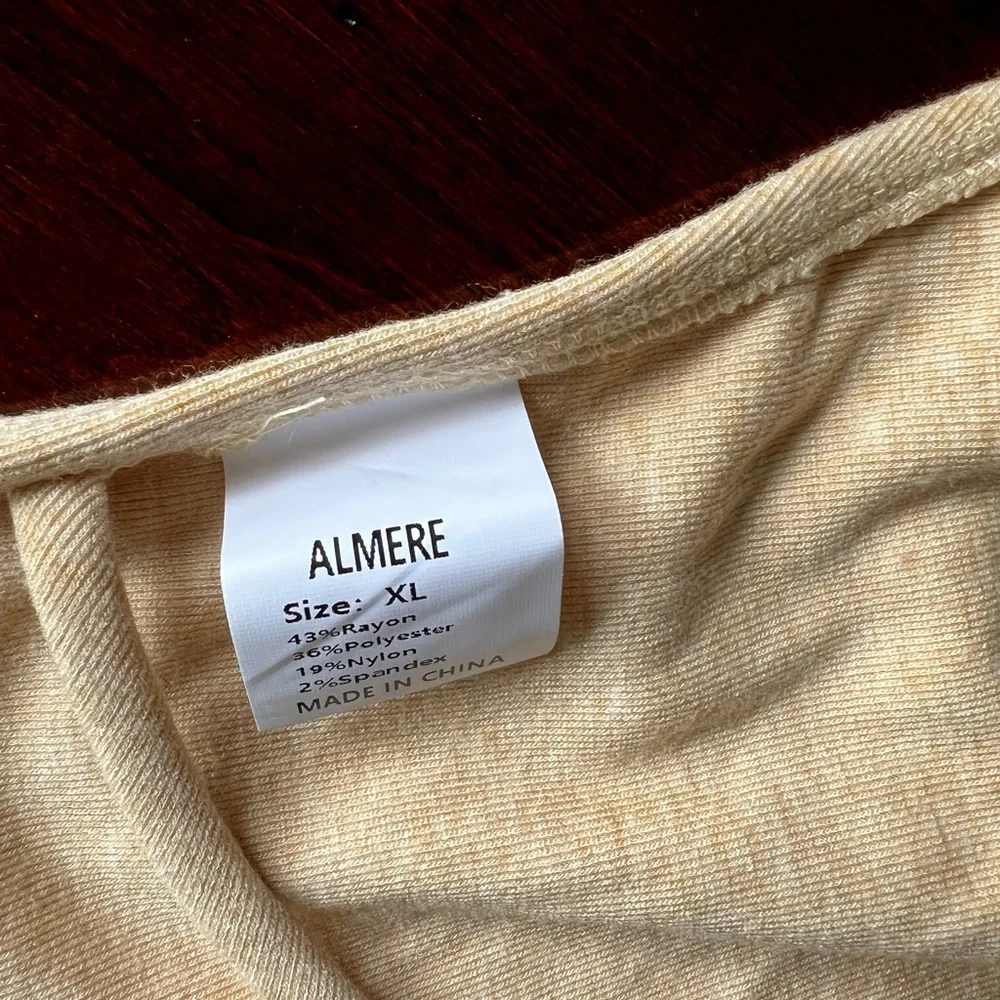 ALMERE
Size: XL
43%Rayon
36%Polyester
19%Nylon
2%Spandex
MADE IN CHINA